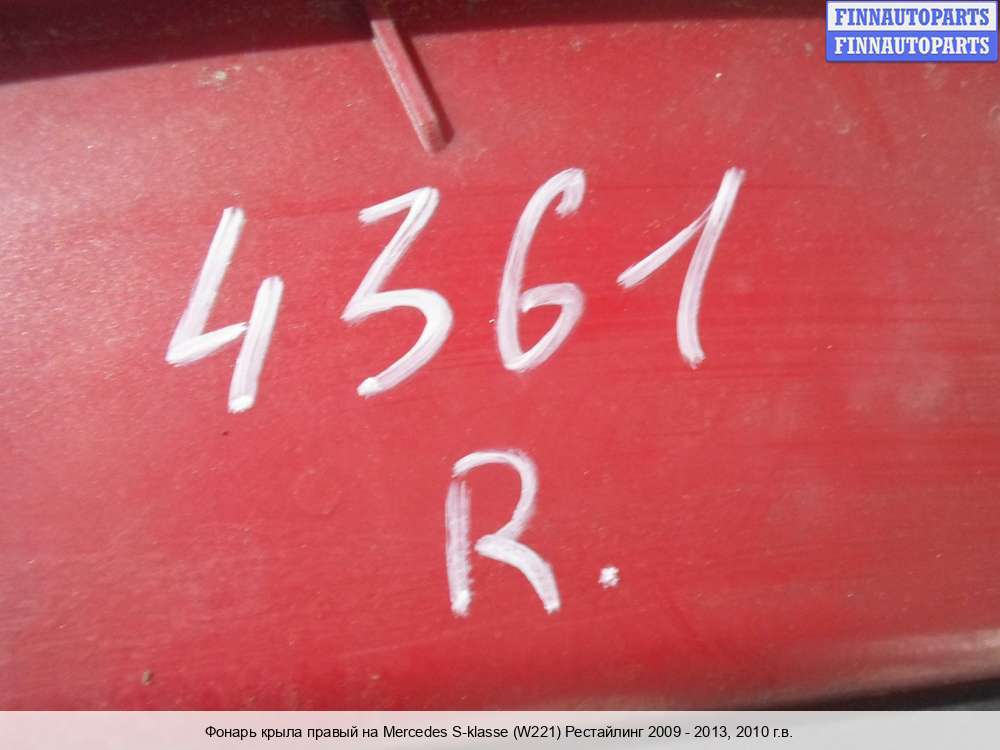 FINNAUTOPARTS
FINNAUTOPARTS
4361
R.
Фонарь крыла правый на Mercedes S-klasse (W221) Рестайлинг 2009 - 2013, 2010 г.в.